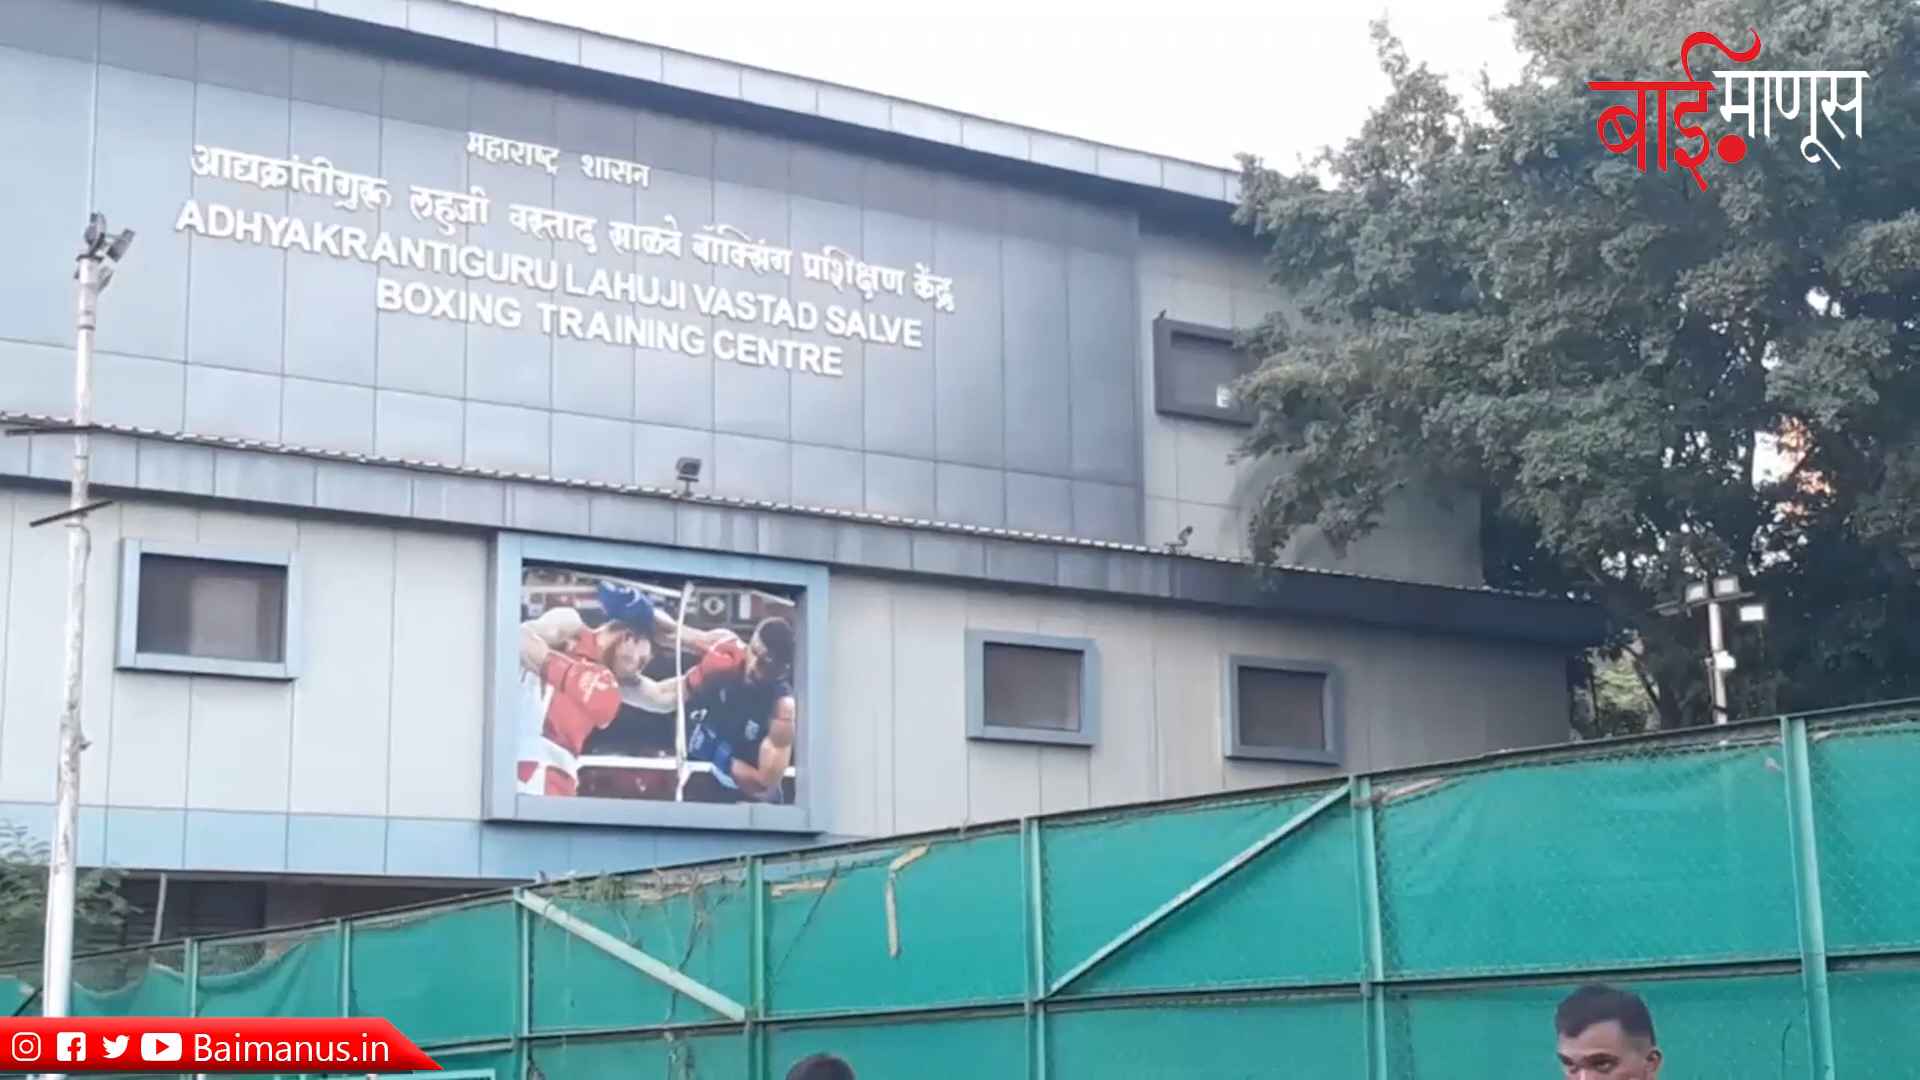 बाईमाणूस
महाराष्ट्र शासन
आद्यक्रांतीगुरू लहुजी वस्ताद साळवे बॉक्सिंग प्रशिक्षण केंद्र
ADHYAKRANTIGURU LAHUJI VASTAD SALVE
BOXING TRAINING CENTRE
Baimanus.in